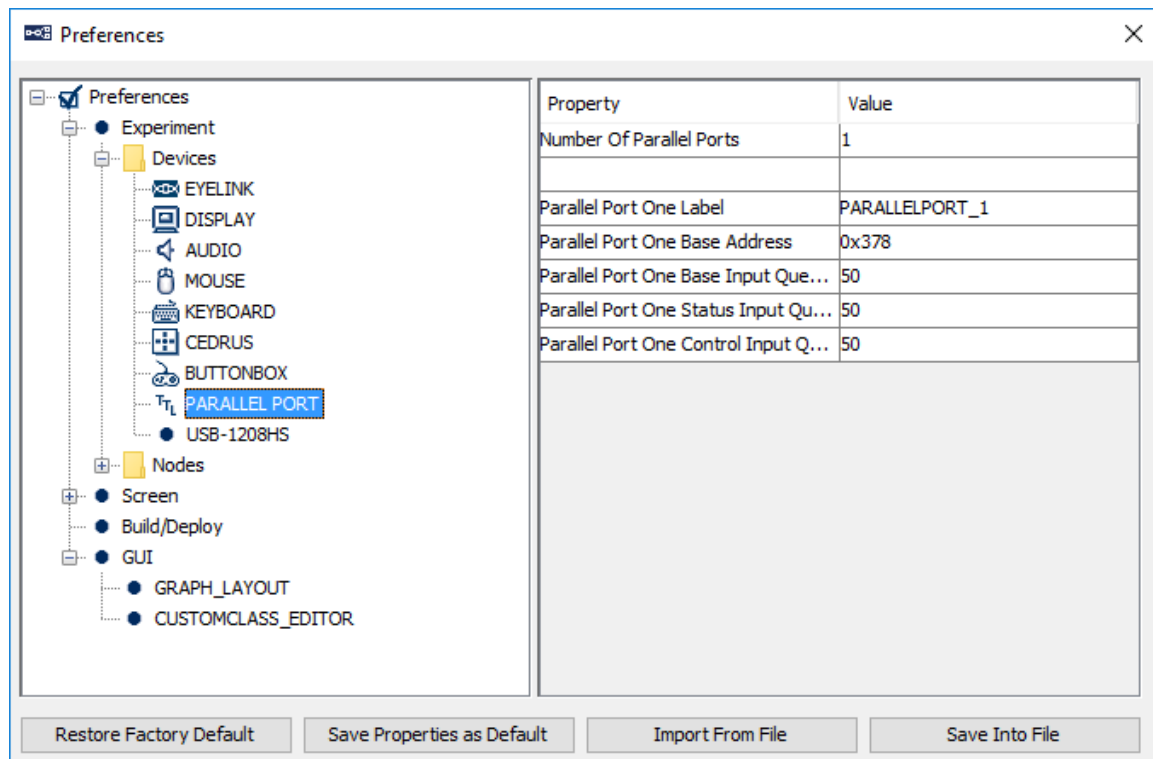 Preferences
Preferences
Experiment
Devices
EYELINK
DISPLAY
AUDIO
MOUSE
KEYBOARD
CEDRUS
BUTTONBOX
TTL PARALLEL PORT
USB-1208HS
Nodes
Screen
Build/Deploy
GUI
GRAPH_LAYOUT
CUSTOMCLASS_EDITOR
Property Value
Number Of Parallel Ports 1
Parallel Port One Label PARALLELPORT_1
Parallel Port One Base Address 0x378
Parallel Port One Base Input Que... 50
Parallel Port One Status Input Qu... 50
Parallel Port One Control Input Q... 50
Restore Factory Default Save Properties as Default Import From File Save Into File